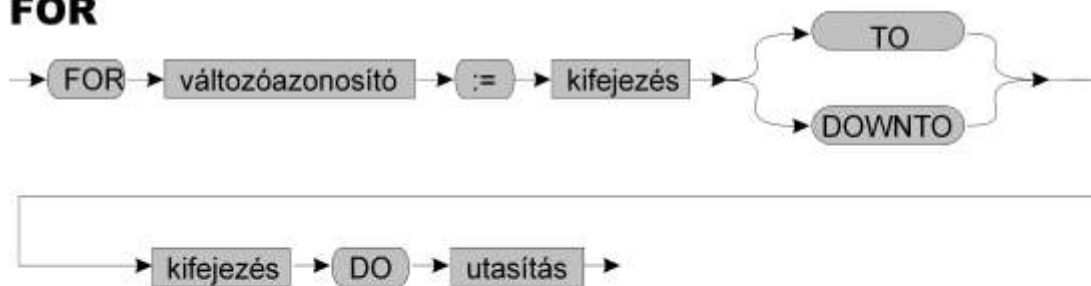 FOR
FOR változóazonosító := kifejezés TO
DOWNTO
kifejezés DO utasítás